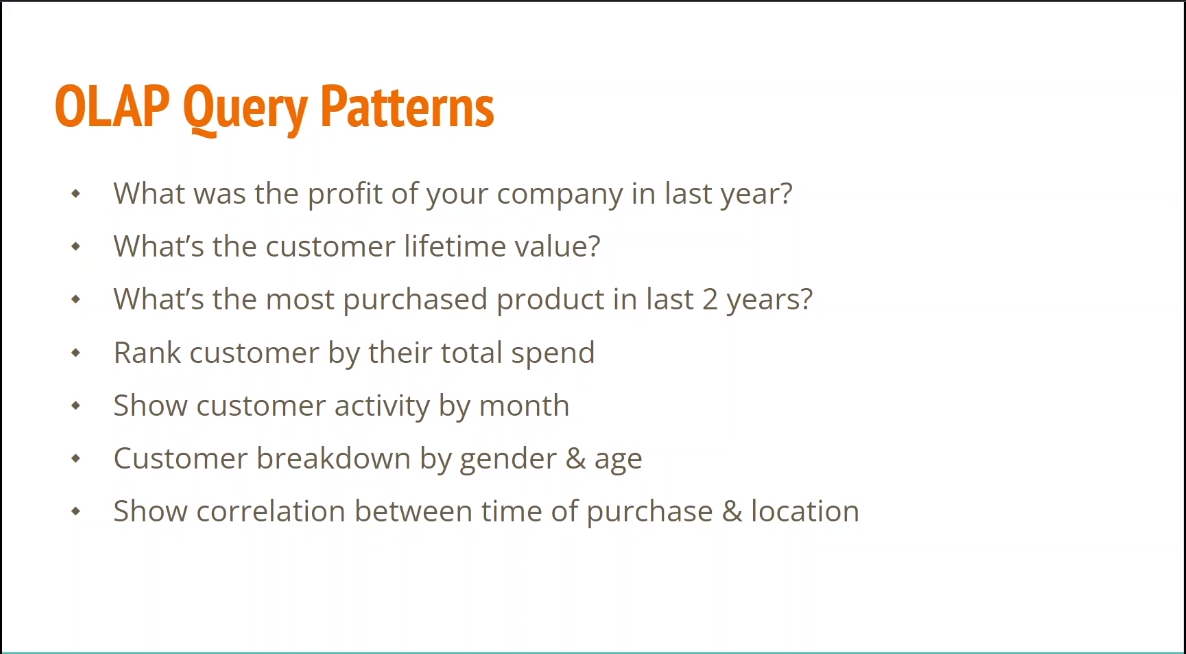 OLAP Query Patterns
What was the profit of your company in last year?
What’s the customer lifetime value?
What’s the most purchased product in last 2 years?
Rank customer by their total spend
Show customer activity by month
Customer breakdown by gender & age
Show correlation between time of purchase & location